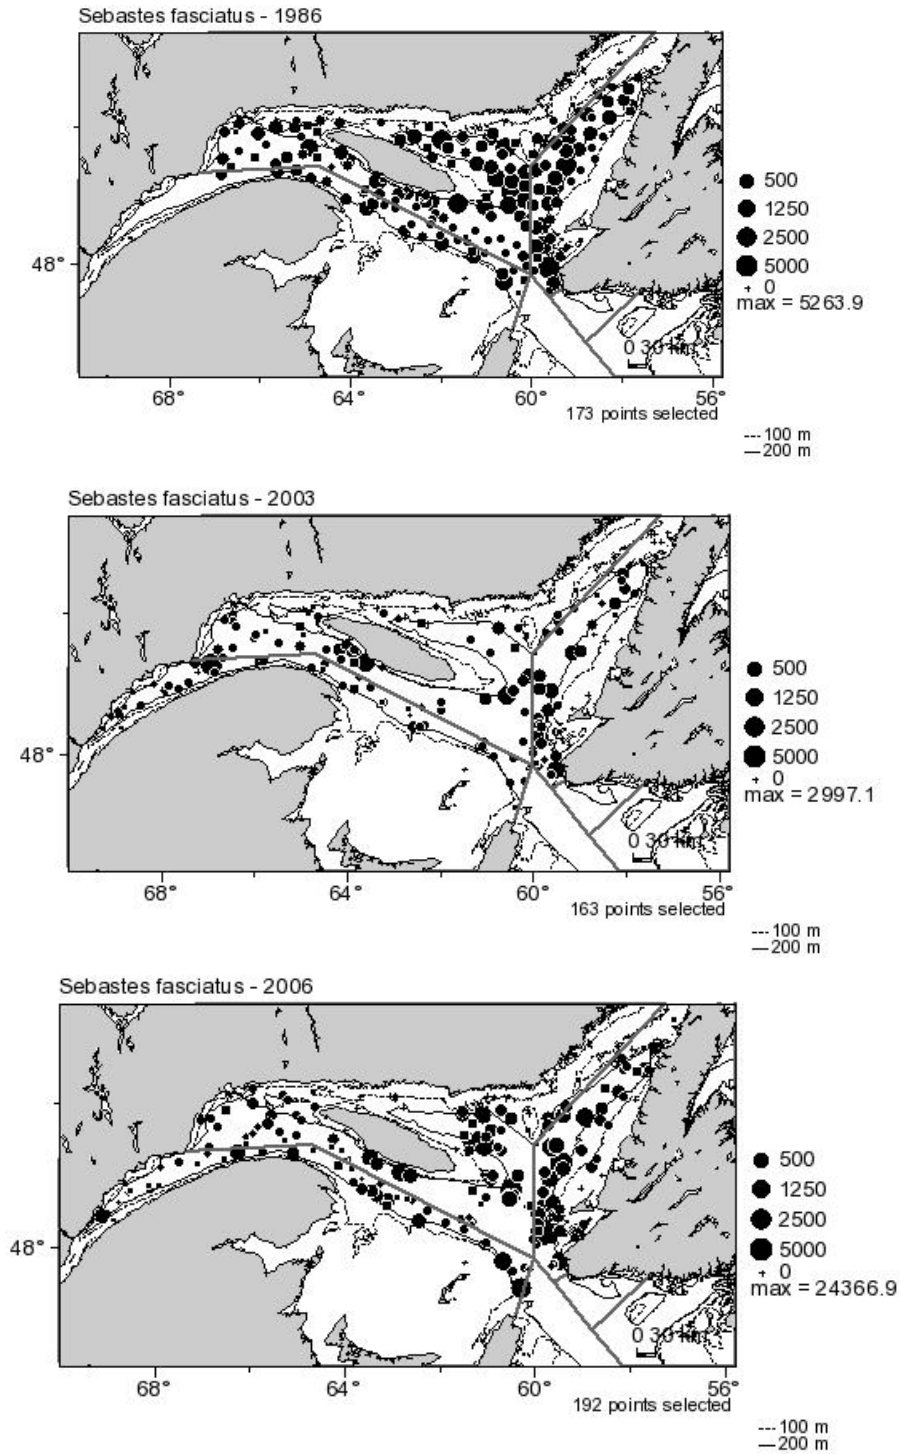 Sebastes fasciatus - 1986
500
1250
48°
2500
5000
+ 0
max = 5263.9
0 30 km
68°
64°
60°
56°
173 points selected
--- 100 m
— 200 m
Sebastes fasciatus - 2003
500
1250
2500
48°
5000
+ 0
max = 2997.1
0 30 km
68°
64°
60°
56°
163 points selected
--- 100 m
— 200 m
Sebastes fasciatus - 2006
500
1250
2500
48°
5000
+ 0
max = 24366.9
0 30 km
68°
64°
60°
56°
192 points selected
--- 100 m
— 200 m